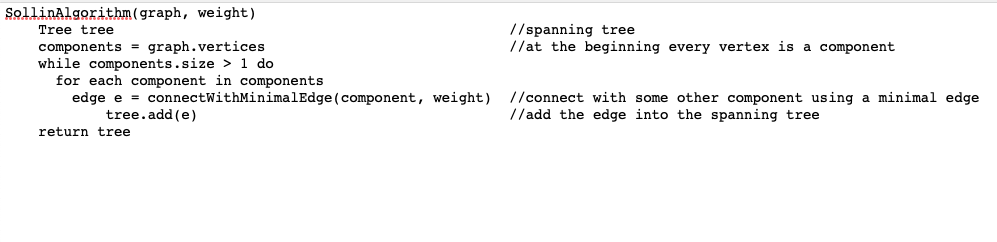 SollinAlgorithm(graph, weight)
Tree tree //spanning tree
components = graph.vertices //at the beginning every vertex is a component
while components.size > 1 do
for each component in components
edge e = connectWithMinimalEdge(component, weight) //connect with some other component using a minimal edge
tree.add(e) //add the edge into the spanning tree
return tree